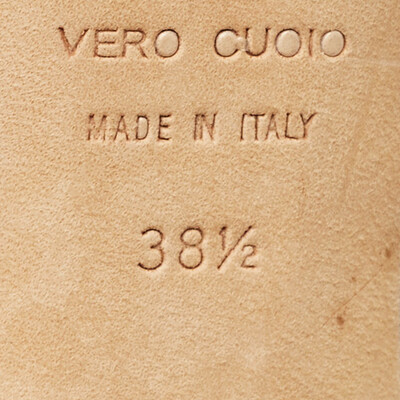 VERO CUOIO
MADE IN ITALY
38½